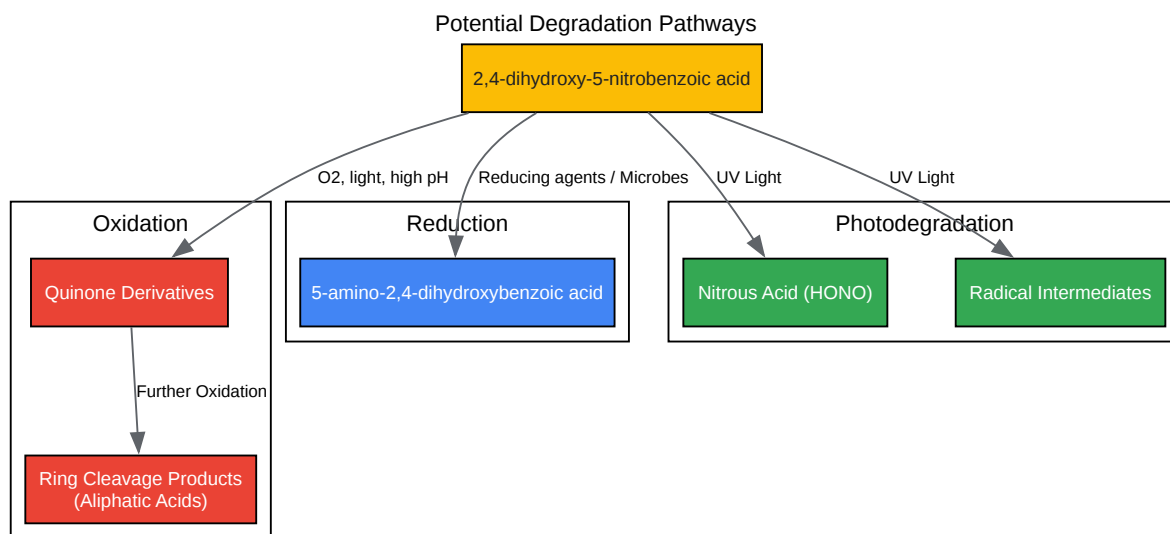 Potential Degradation Pathways
2,4-dihydroxy-5-nitrobenzoic acid
O2, light, high pH
Reducing agents / Microbes
UV Light
UV Light
Oxidation
Reduction
Photodegradation
Quinone Derivatives
5-amino-2,4-dihydroxybenzoic acid
Nitrous Acid (HONO)
Radical Intermediates
Further Oxidation
Ring Cleavage Products
(Aliphatic Acids)